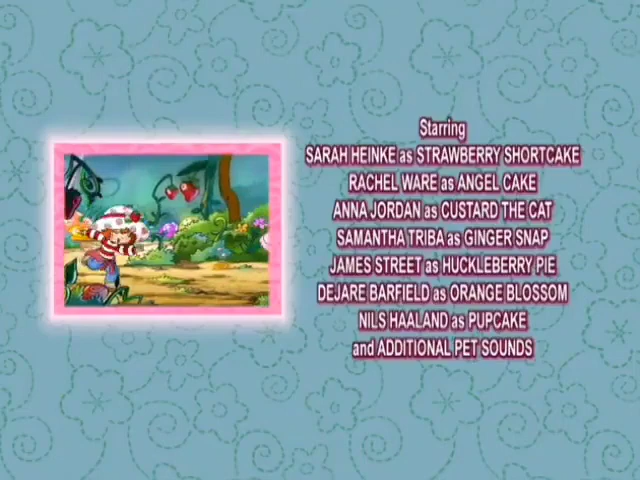 Starring
SARAH HEINKE as STRAWBERRY SHORTCAKE
RACHEL WARE as ANGEL CAKE
ANNA JORDAN as CUSTARD THE CAT
SAMANTHA TRIBA as GINGER SNAP
JAMES STREET as HUCKLEBERRY PIE
DEJARE BARFIELD as ORANGE BLOSSOM
NILS HAALAND as PUPCAKE
and ADDITIONAL PET SOUNDS